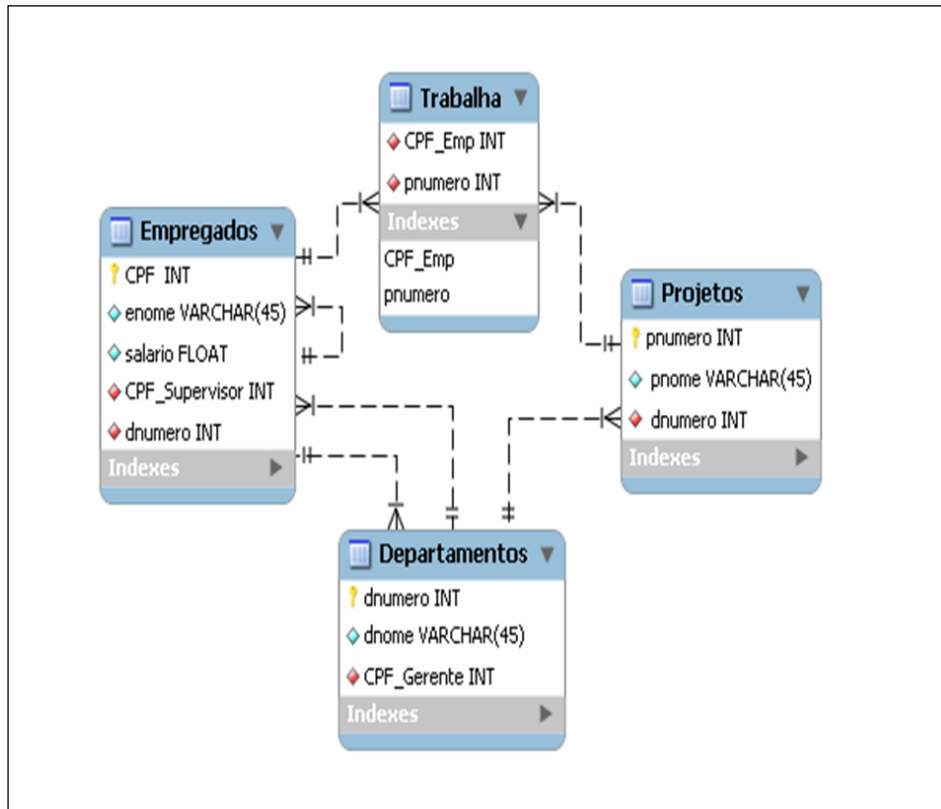 Trabalha
CPF_Emp INT
pnumero INT
Indexes
CPF_Emp
pnumero
Empregados
CPF INT
enome VARCHAR(45)
salario FLOAT
CPF_Supervisor INT
dnumero INT
Indexes
Projetos
pnumero INT
pnome VARCHAR(45)
dnumero INT
Indexes
Departamentos
dnumero INT
dnome VARCHAR(45)
CPF_Gerente INT
Indexes